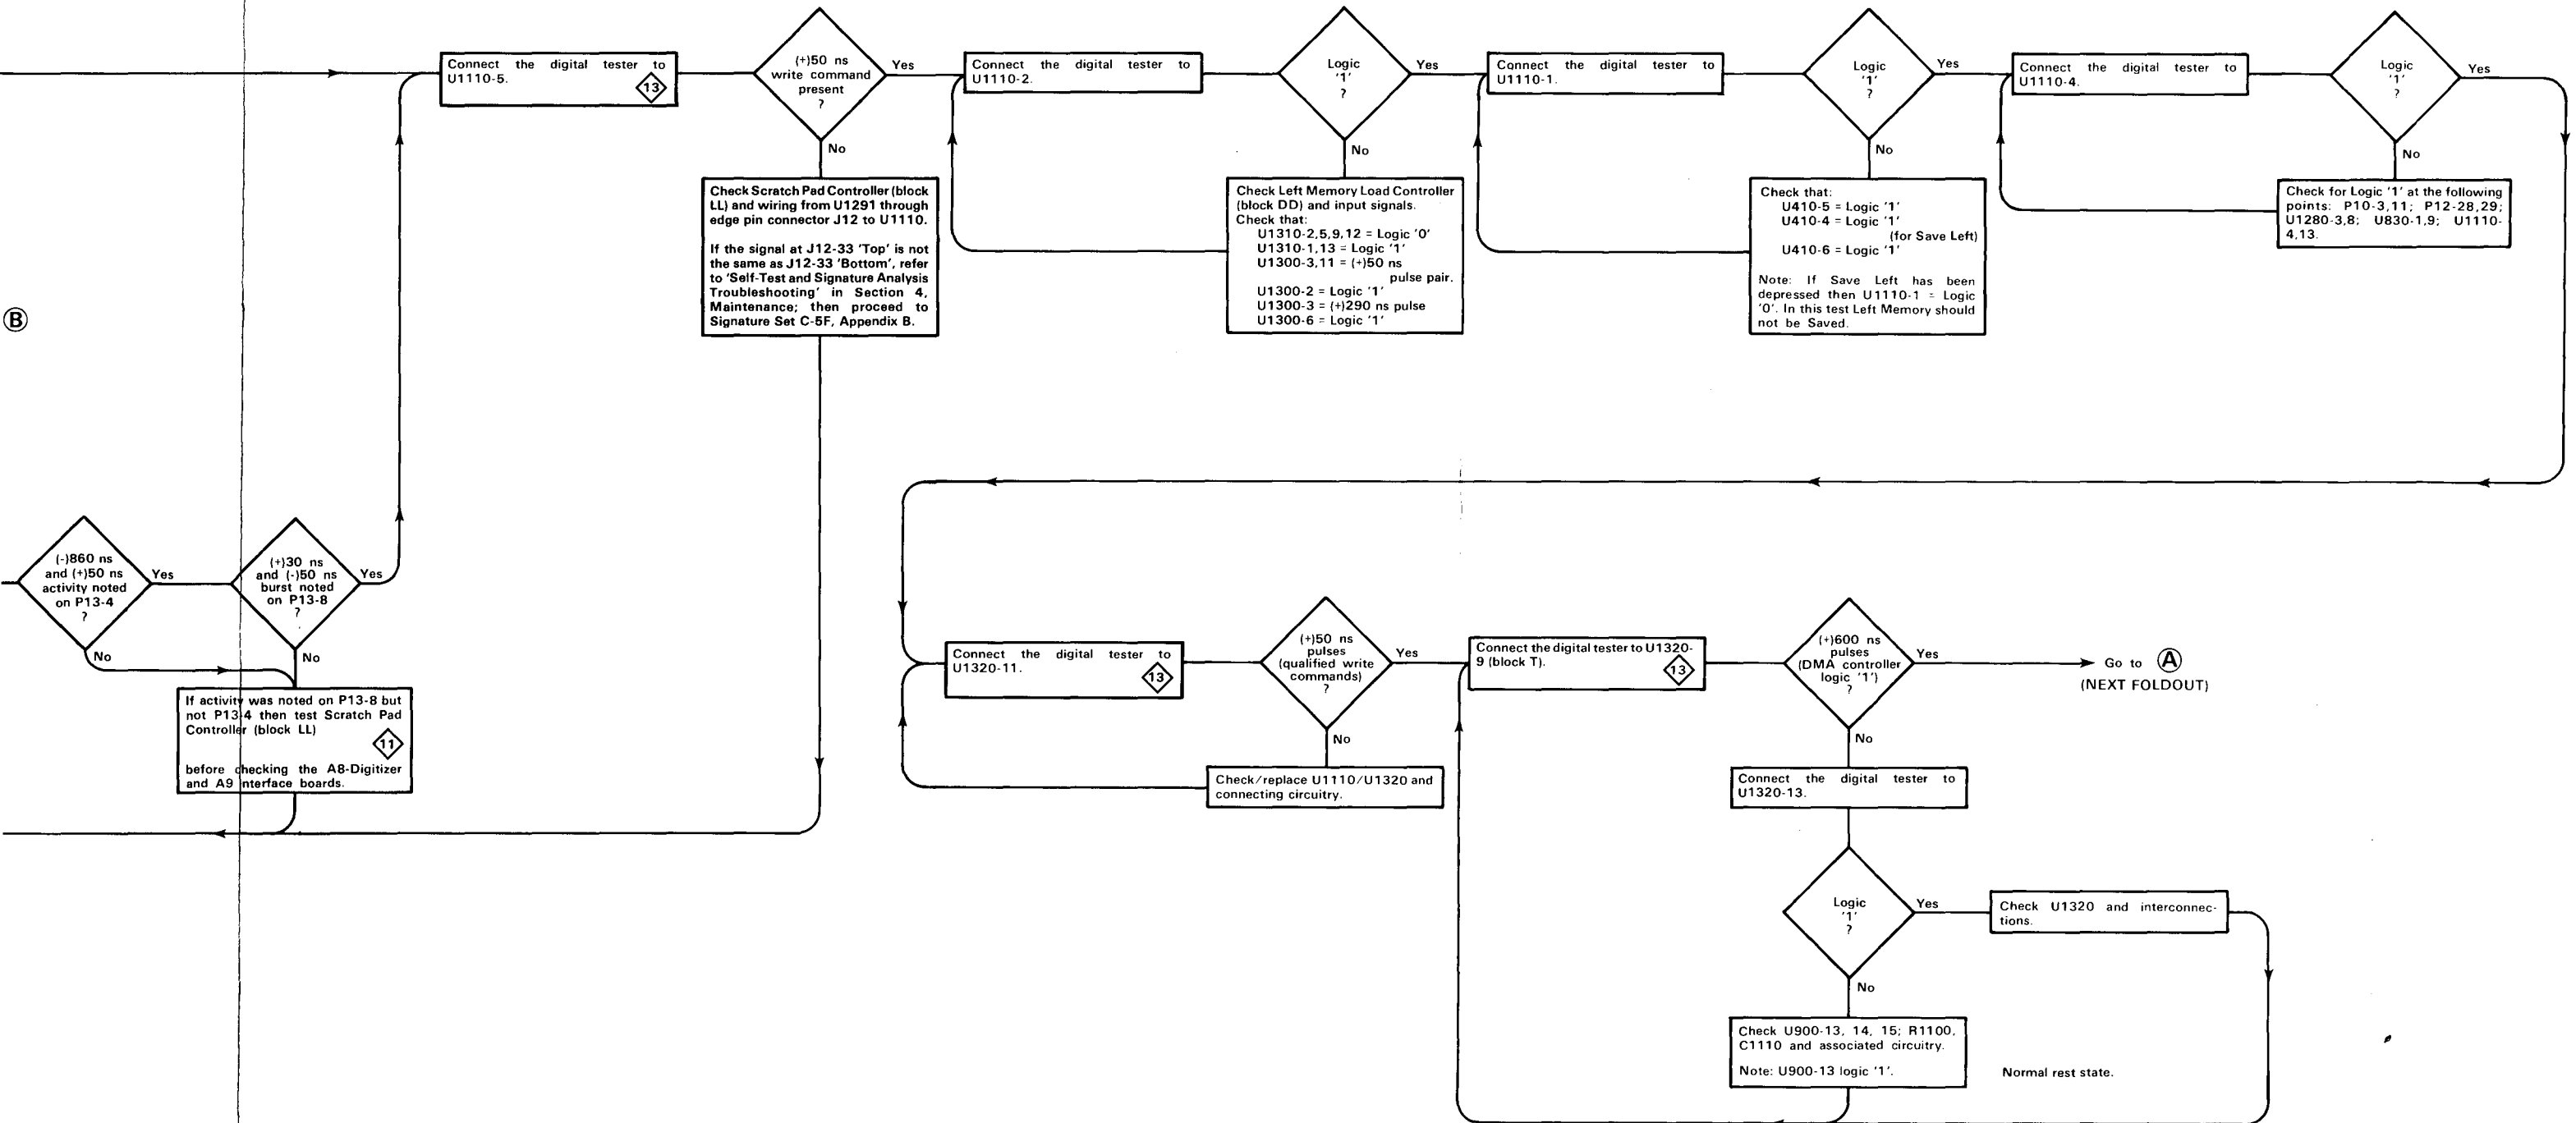 Connect the digital tester to
U1110-5.
13
(+)50 ns
write command
present
?
Yes
No
Connect the digital tester to
U1110-2.
Logic
'1'
?
Yes
No
Connect the digital tester to
U1110-1.
Logic
'1'
?
Yes
No
Connect the digital tester to
U1110-4.
Logic
'1'
?
Yes
No
Check Scratch Pad Controller (block
LL) and wiring from U1291 through
edge pin connector J12 to U1110.
If the signal at J12-33 'Top' is not
the same as J12-33 'Bottom', refer
to 'Self-Test and Signature Analysis
Troubleshooting' in Section 4,
Maintenance; then proceed to
Signature Set C-5F, Appendix B.
Check Left Memory Load Controller
(block DD) and input signals.
Check that:
U1310-2,5,9,12 = Logic '0'
U1310-1,13 = Logic '1'
U1300-3,11 = (+)50 ns
pulse pair.
U1300-2 = Logic '1'
U1300-3 = (+)290 ns pulse
U1300-6 = Logic '1'
Check that:
U410-5 = Logic '1'
U410-4 = Logic '1'
(for Save Left)
U410-6 = Logic '1'
Note: If Save Left has been
depressed then U1110-1 = Logic
'0'. In this test Left Memory should
not be Saved.
Check for Logic '1' at the following
points: P10-3,11; P12-28,29;
U1280-3,8; U830-1,9; U1110-
4,13.
B
(-)860 ns
and (+)50 ns
activity noted
on P13-4
?
Yes
No
(+)30 ns
and (-)50 ns
burst noted
on P13-8
?
Yes
No
If activity was noted on P13-8 but
not P13-4 then test Scratch Pad
Controller (block LL)
11
before checking the A8-Digitizer
and A9 Interface boards.
Connect the digital tester to
U1320-11.
13
(+)50 ns
pulses
(qualified write
commands)
?
Yes
No
Check/replace U1110/U1320 and
connecting circuitry.
Connect the digital tester to U1320-
9 (block T).
13
(+)600 ns
pulses
(DMA controller
logic '1')
?
Yes
No
Go to A
(NEXT FOLDOUT)
Connect the digital tester to
U1320-13.
Logic
'1'
?
Yes
No
Check U1320 and interconnec-
tions.
Check U900-13, 14, 15; R1100,
C1110 and associated circuitry.
Note: U900-13 logic '1'.
Normal rest state.